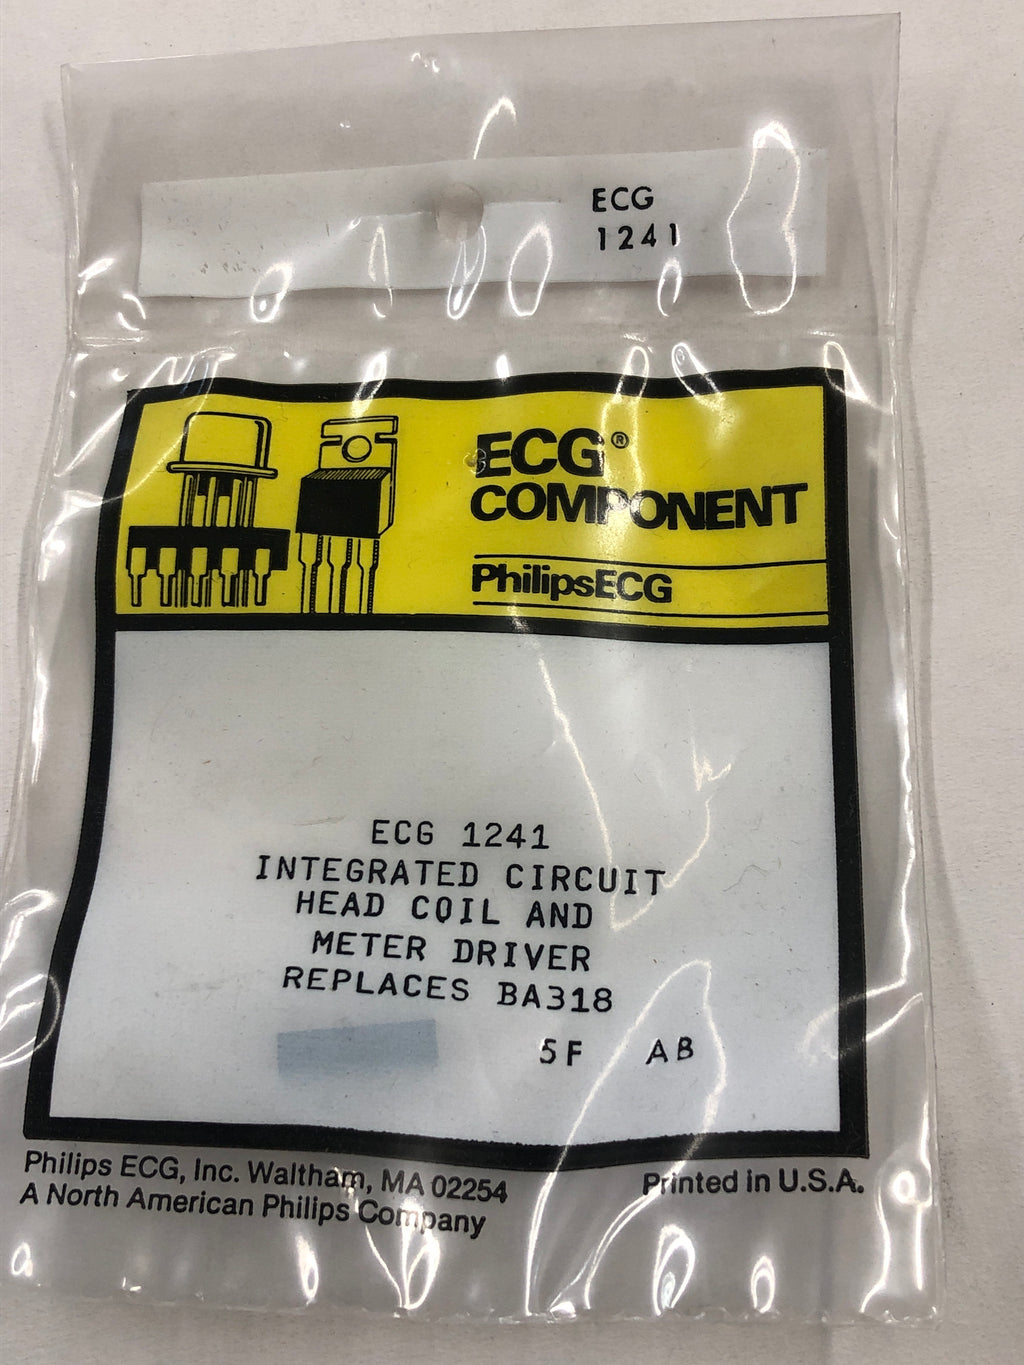 ECG
1241
ECG®
COMPONENT
PhilipsECG
ECG 1241
INTEGRATED CIRCUIT
HEAD COIL AND
METER DRIVER
REPLACES BA318
5F AB
Philips ECG, Inc. Waltham, MA 02254
A North American Philips Company
Printed in U.S.A.